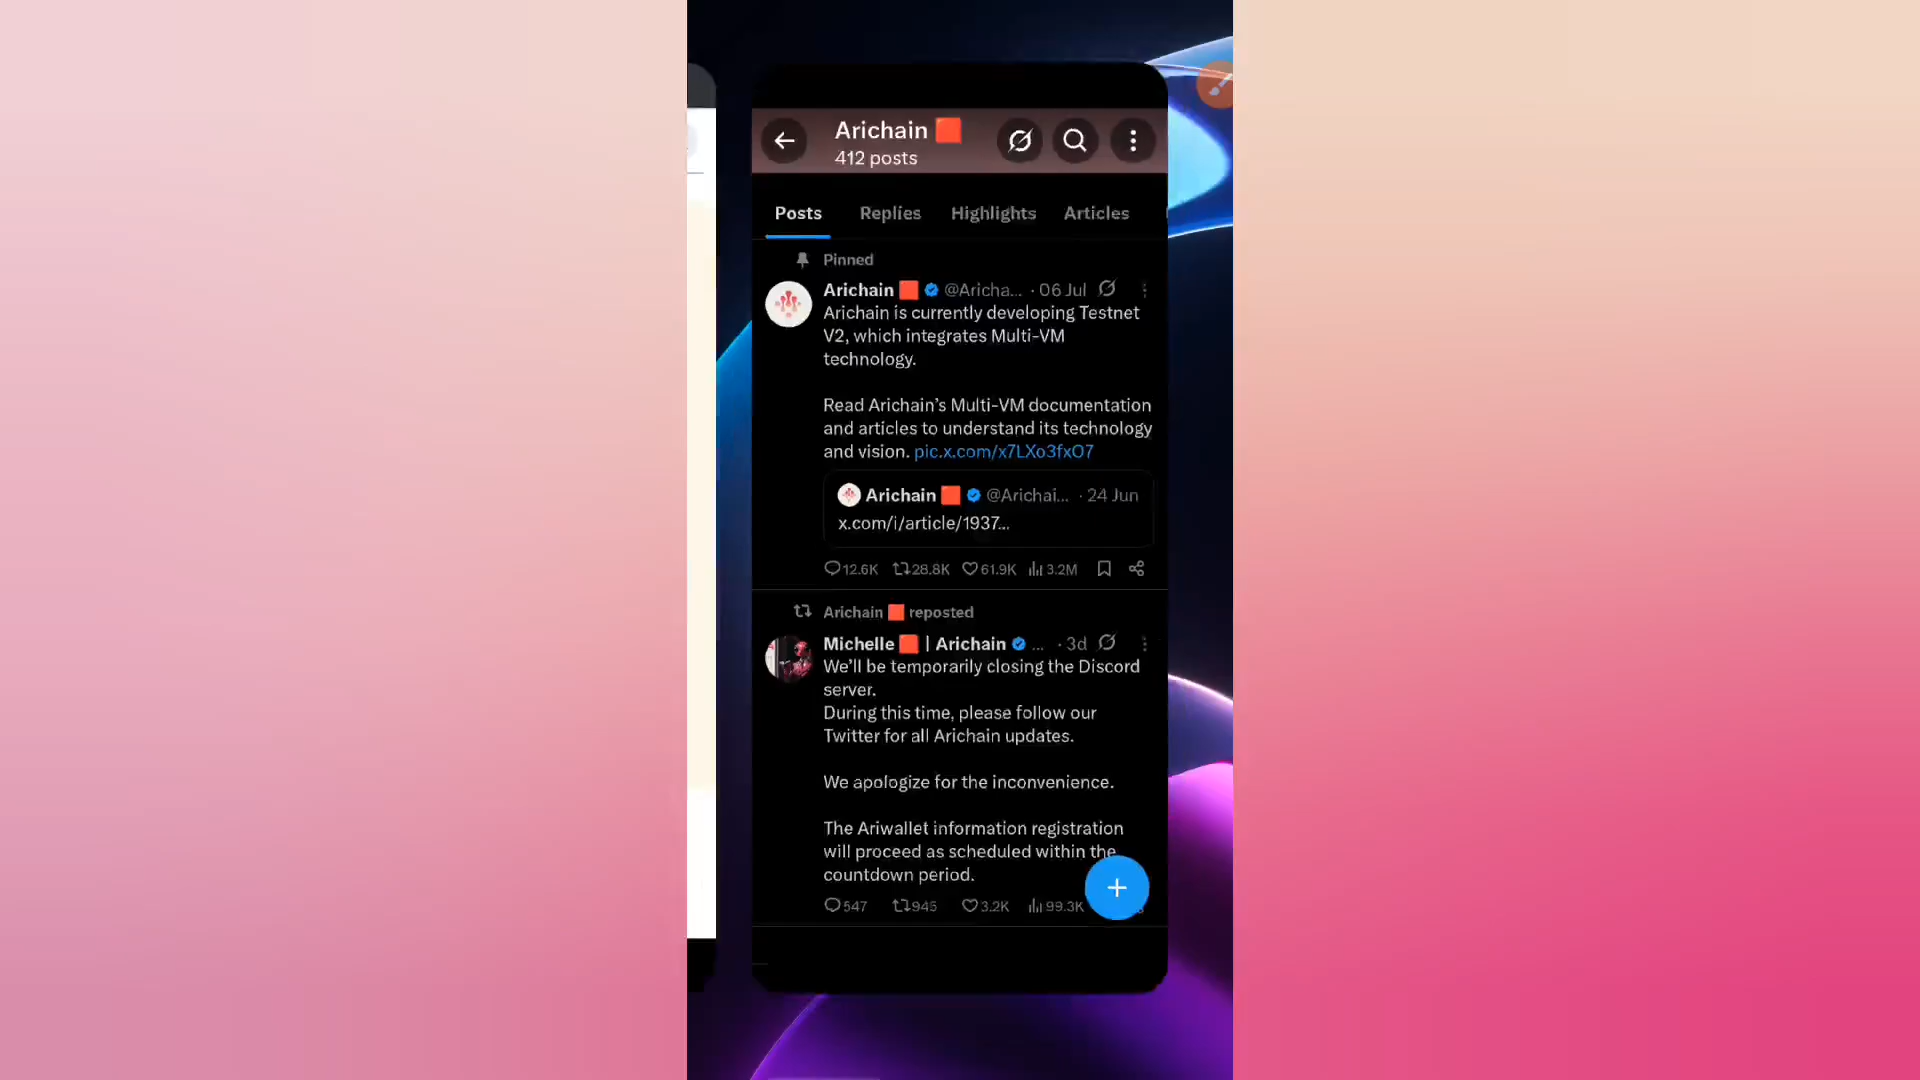 Arichain 🟥
412 posts
Posts Replies Highlights Articles
Pinned
Arichain 🟥 @Aricha... · 06 Jul
Arichain is currently developing Testnet
V2, which integrates Multi-VM
technology.
Read Arichain's Multi-VM documentation
and articles to understand its technology
and vision. pic.x.com/x7LXo3fxO7
Arichain 🟥 @Arichai... · 24 Jun
x.com/i/article/1937...
12.6K 28.8K 61.9K 3.2M
Arichain 🟥 reposted
Michelle 🟥 | Arichain ... · 3d
We'll be temporarily closing the Discord
server.
During this time, please follow our
Twitter for all Arichain updates.
We apologize for the inconvenience.
The Ariwallet information registration
will proceed as scheduled within the
countdown period.
547 945 3.2K 99.3K